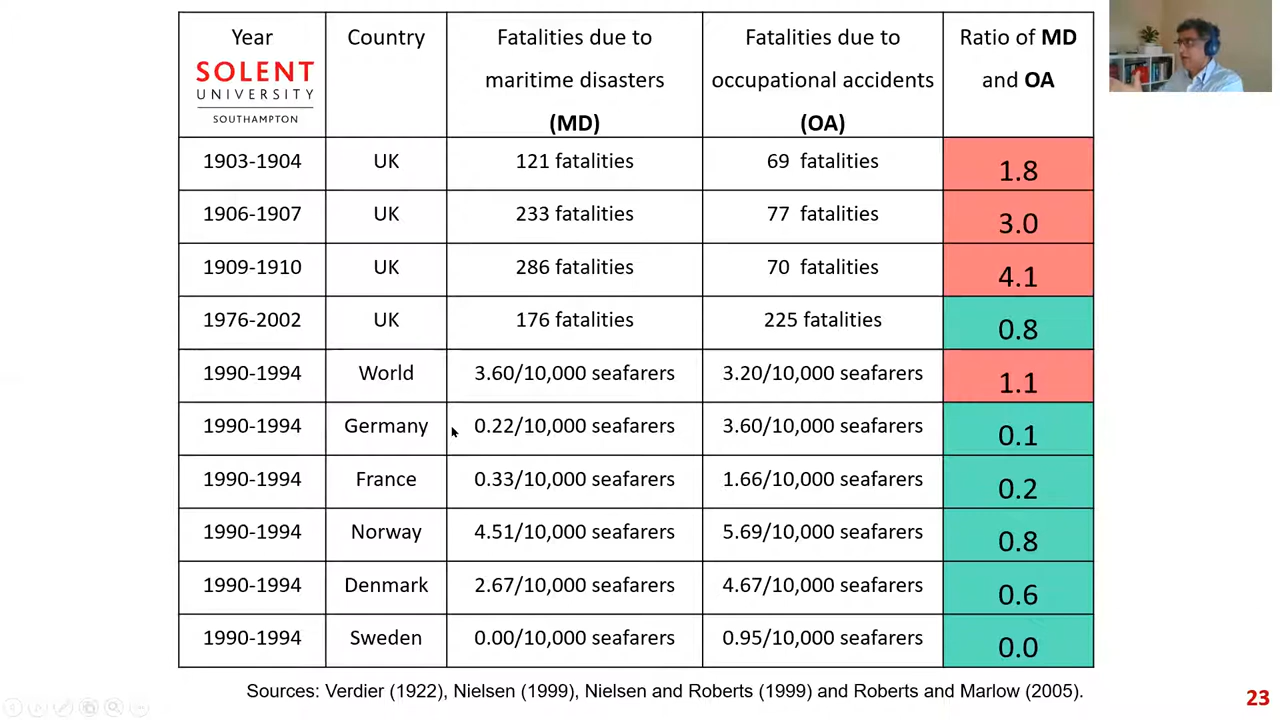 Year Country Fatalities due to Fatalities due to Ratio of MD
SOLENT maritime disasters occupational accidents and OA
UNIVERSITY
SOUTHAMPTON (MD) (OA)
1903-1904 UK 121 fatalities 69 fatalities 1.8
1906-1907 UK 233 fatalities 77 fatalities 3.0
1909-1910 UK 286 fatalities 70 fatalities 4.1
1976-2002 UK 176 fatalities 225 fatalities 0.8
1990-1994 World 3.60/10,000 seafarers 3.20/10,000 seafarers 1.1
1990-1994 Germany 0.22/10,000 seafarers 3.60/10,000 seafarers 0.1
1990-1994 France 0.33/10,000 seafarers 1.66/10,000 seafarers 0.2
1990-1994 Norway 4.51/10,000 seafarers 5.69/10,000 seafarers 0.8
1990-1994 Denmark 2.67/10,000 seafarers 4.67/10,000 seafarers 0.6
1990-1994 Sweden 0.00/10,000 seafarers 0.95/10,000 seafarers 0.0
Sources: Verdier (1922), Nielsen (1999), Nielsen and Roberts (1999) and Roberts and Marlow (2005).
23